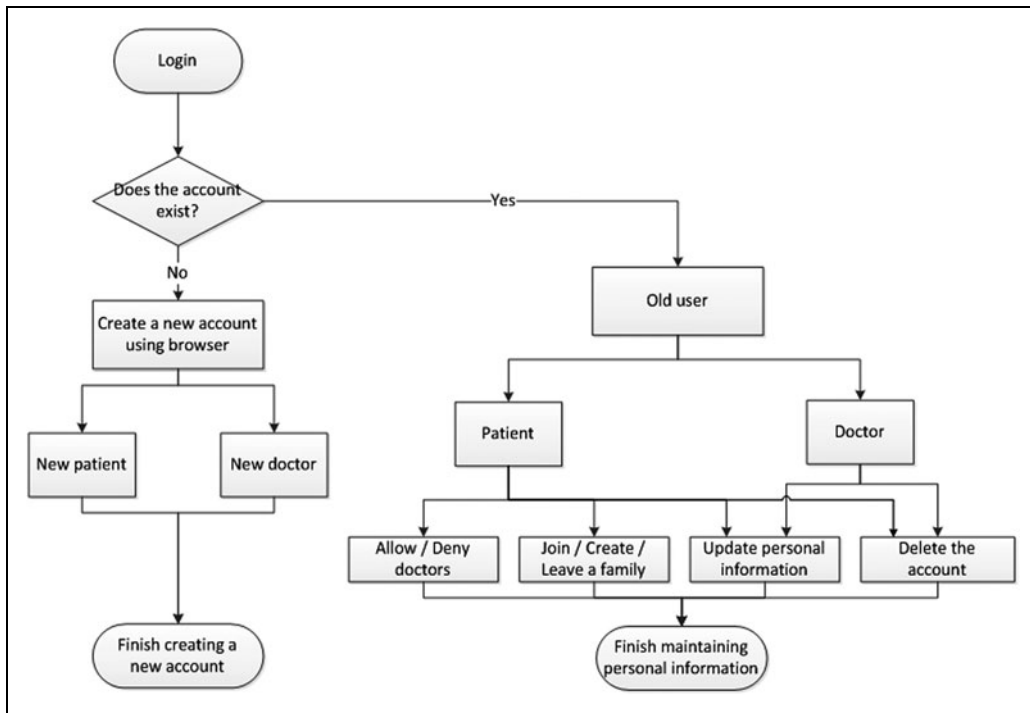 Login
Does the account
exist?
Yes
No
Old user
Create a new account
using browser
Patient
Doctor
New patient
New doctor
Allow / Deny
doctors
Join / Create /
Leave a family
Update personal
information
Delete the
account
Finish creating a
new account
Finish maintaining
personal information